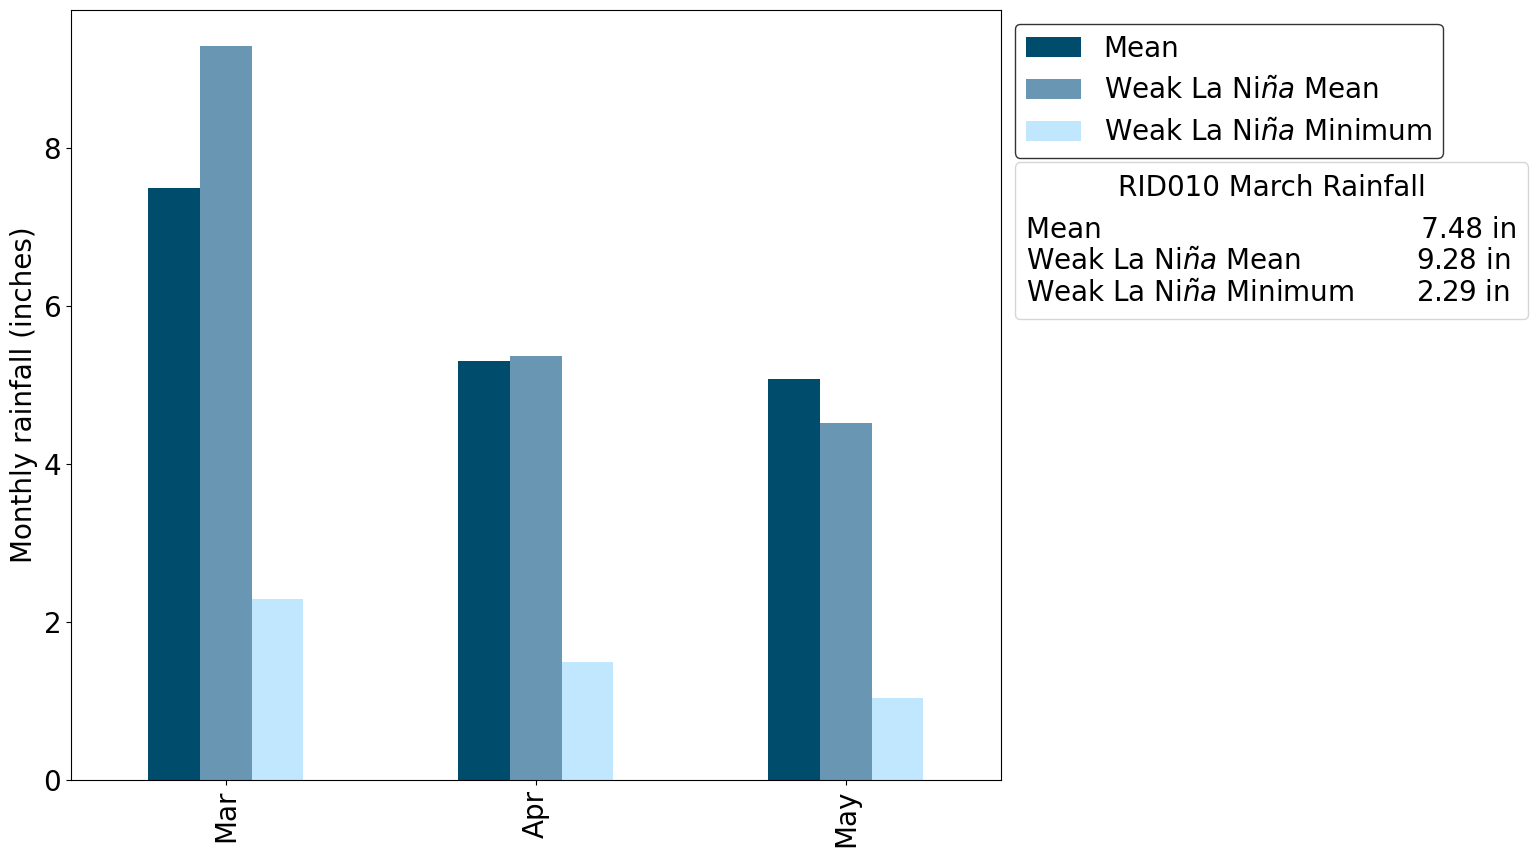 Mean
Weak La Niña Mean
Weak La Niña Minimum
RID010 March Rainfall
Mean 7.48 in
Weak La Niña Mean 9.28 in
Weak La Niña Minimum 2.29 in
Monthly rainfall (inches)
8
6
4
2
0
Mar
Apr
May